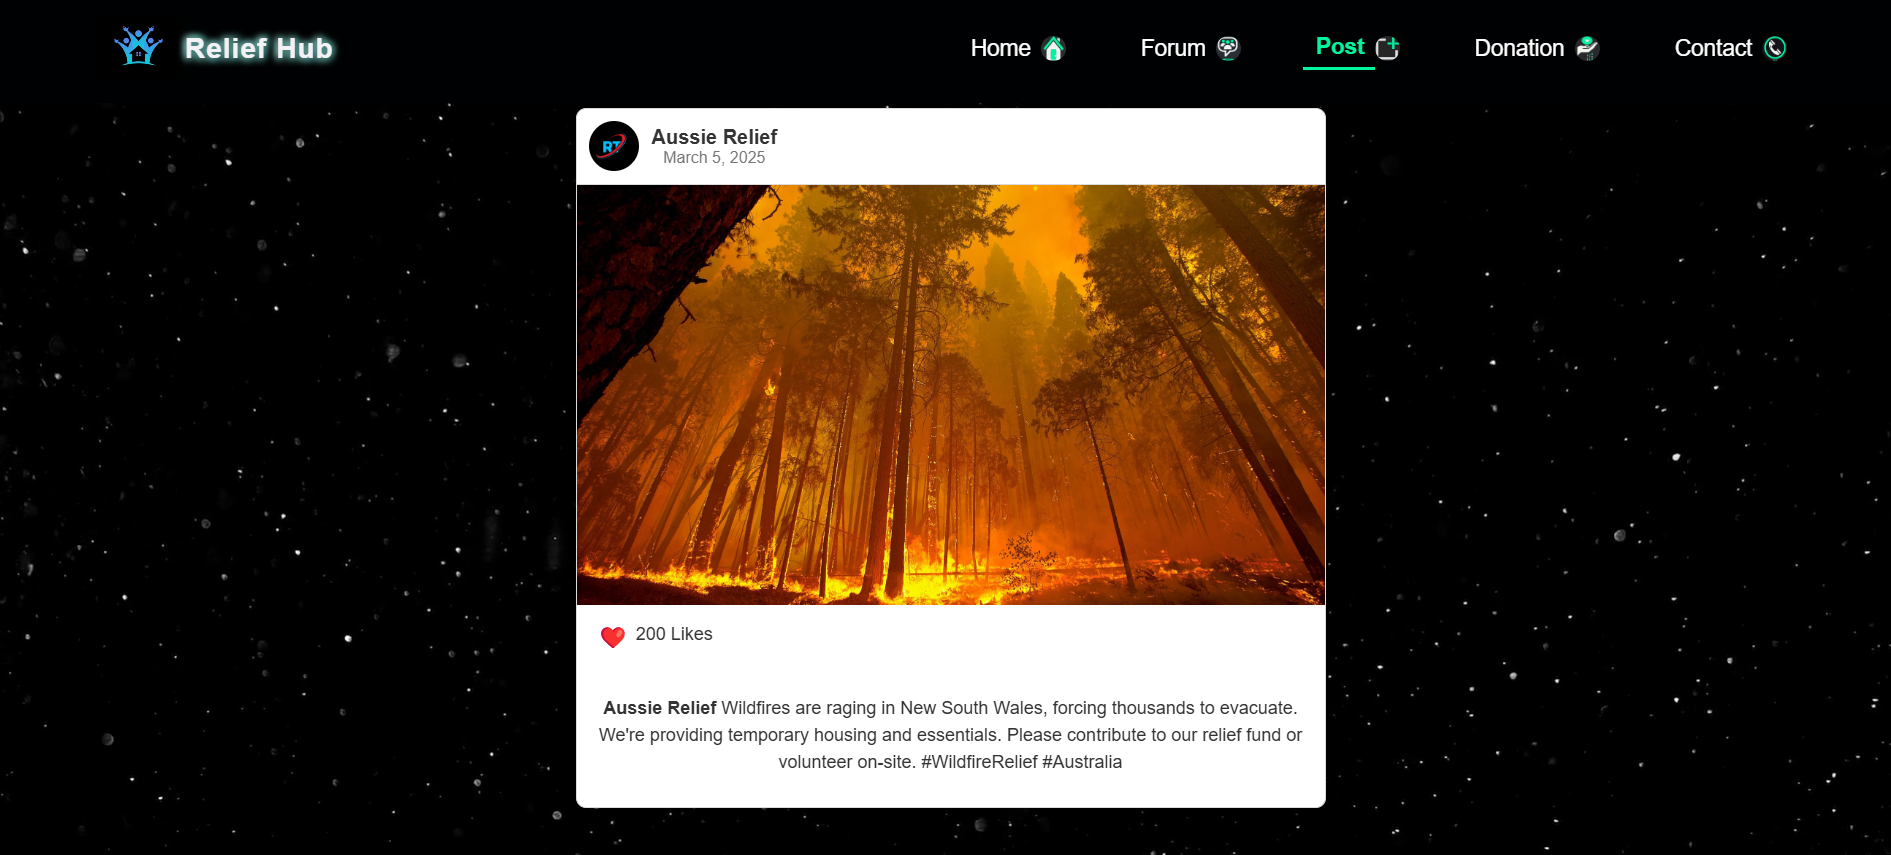 Relief Hub
Home
Forum
Post
Donation
Contact
RT
Aussie Relief
March 5, 2025
200 Likes
Aussie Relief Wildfires are raging in New South Wales, forcing thousands to evacuate.
We're providing temporary housing and essentials. Please contribute to our relief fund or
volunteer on-site. #WildfireRelief #Australia